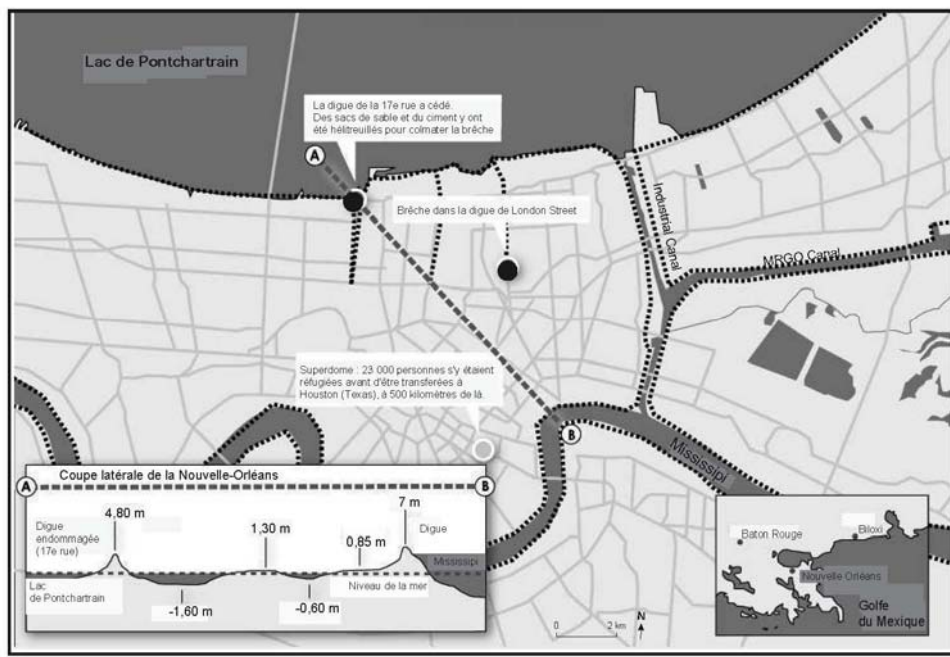 Lac de Pontchartrain
La digue de la 17e rue a cédé.
Des sacs de sable et du ciment y ont
été hélitreuillés pour colmater la brêche
A
Brêche dans la digue de London Street
Industrial Canal
MRGO Canal
Superdome : 23 000 personnes s'y étaient
réfugiées avant d'être transferées à
Houston (Texas), à 500 kilomètres de là.
B
Mississipi
Coupe latérale de la Nouvelle-Orléans
A
B
4,80 m
7 m
Digue
endommagée
(17e rue)
1,30 m
0,85 m
Digue
Mississipi
Lac
de Pontchartrain
Niveau de la mer
-1,60 m
-0,60 m
0 2 km
N
Baton Rouge
Biloxi
Nouvelle Orléans
Golfe
du Mexique